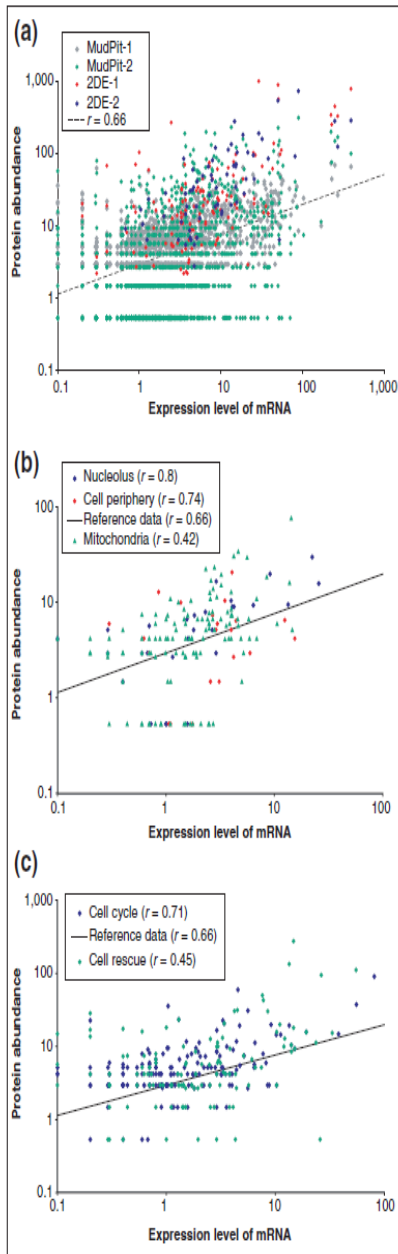 (a)
MudPit-1
MudPit-2
2DE-1
2DE-2
r = 0.66
1,000
100
10
1
0.1
Protein abundance
0.1 1 10 100 1,000
Expression level of mRNA
(b)
Nucleolus (r = 0.8)
Cell periphery (r = 0.74)
Reference data (r = 0.66)
Mitochondria (r = 0.42)
100
10
1
0.1
Protein abundance
0.1 1 10 100
Expression level of mRNA
(c)
Cell cycle (r = 0.71)
Reference data (r = 0.66)
Cell rescue (r = 0.45)
1,000
100
10
1
0.1
Protein abundance
0.1 1 10 100
Expression level of mRNA